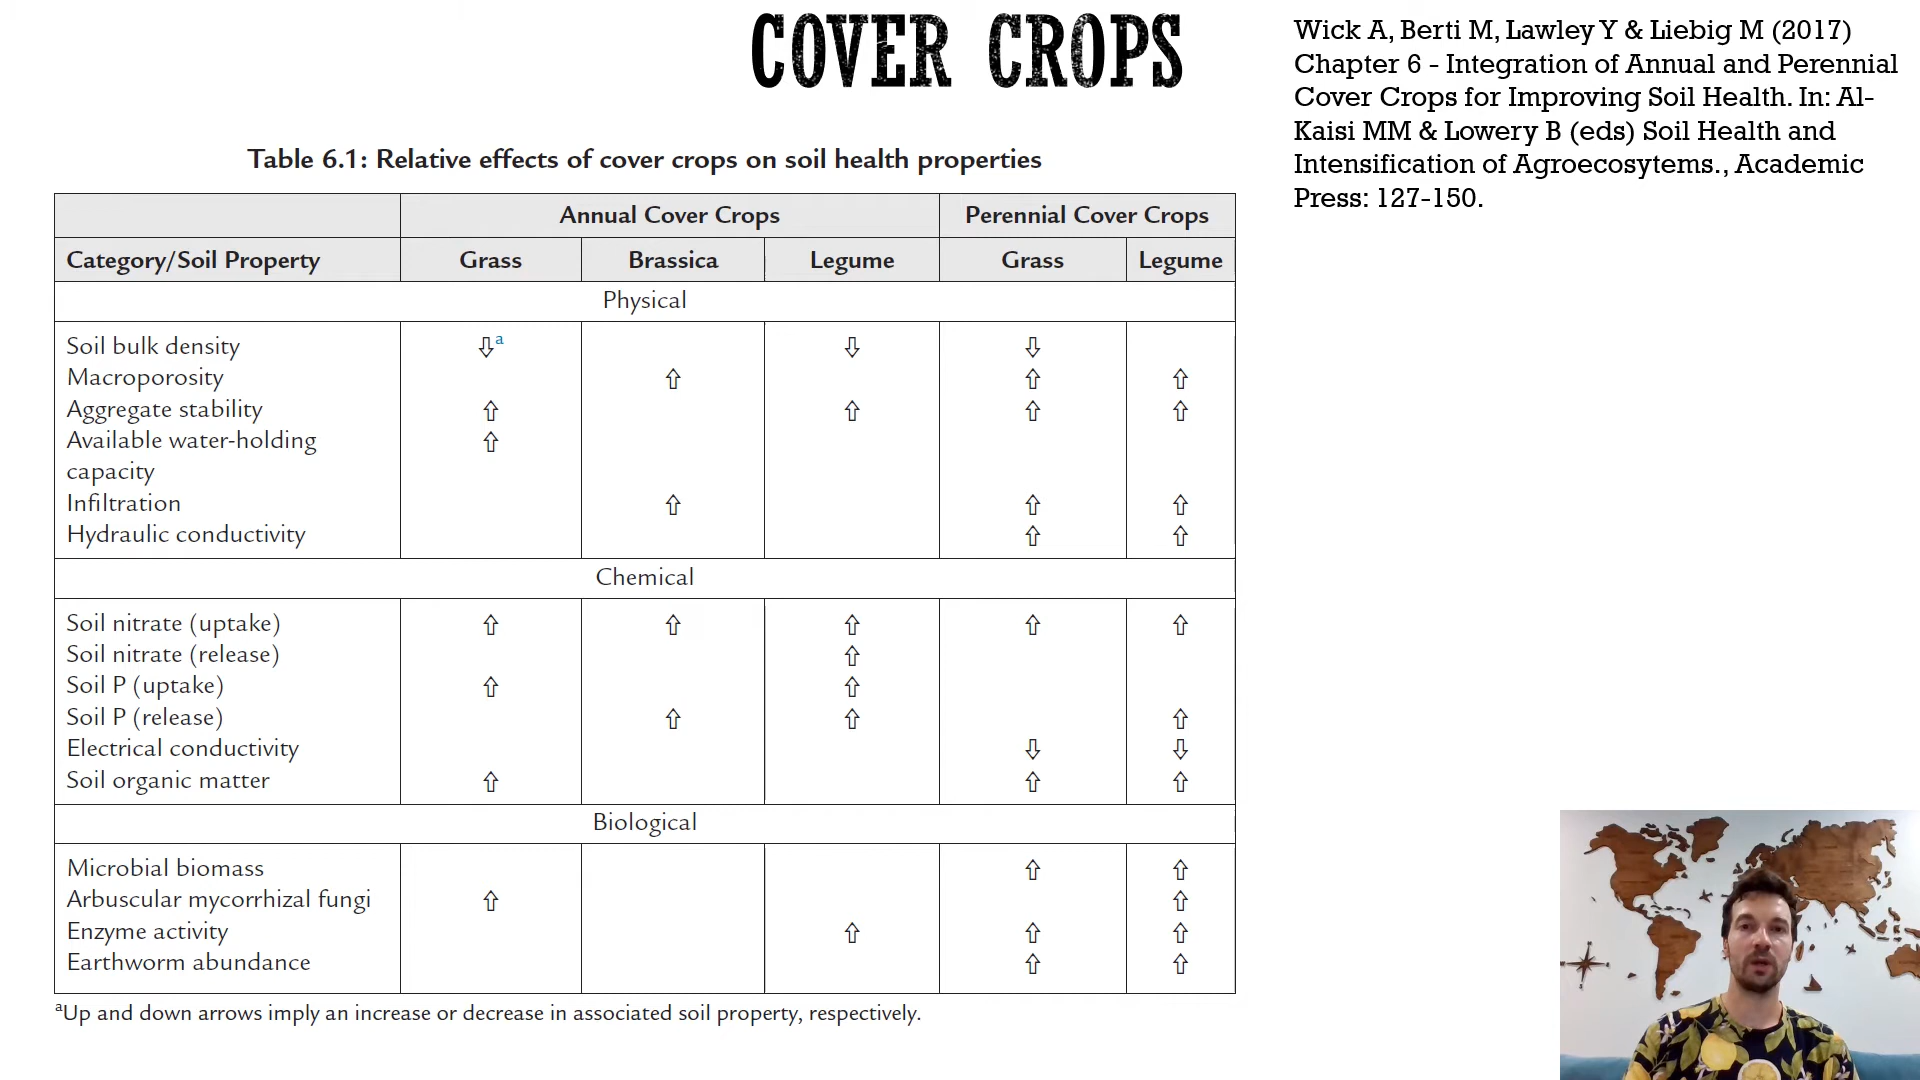 COVER CROPS
Wick A, Berti M, Lawley Y & Liebig M (2017)
Chapter 6 - Integration of Annual and Perennial
Cover Crops for Improving Soil Health. In: Al-
Kaisi MM & Lowery B (eds) Soil Health and
Intensification of Agroecosytems., Academic
Press: 127-150.
Table 6.1: Relative effects of cover crops on soil health properties
Annual Cover Crops Perennial Cover Crops
Category/Soil Property Grass Brassica Legume Grass Legume
Physical
Soil bulk density ⇩a ⇩ ⇩
Macroporosity ⇧ ⇧ ⇧
Aggregate stability ⇧ ⇧ ⇧ ⇧
Available water-holding ⇧
capacity
Infiltration ⇧ ⇧ ⇧
Hydraulic conductivity ⇧ ⇧
Chemical
Soil nitrate (uptake) ⇧ ⇧ ⇧ ⇧ ⇧
Soil nitrate (release) ⇧
Soil P (uptake) ⇧ ⇧
Soil P (release) ⇧ ⇧ ⇧
Electrical conductivity ⇩ ⇩
Soil organic matter ⇧ ⇧ ⇧
Biological
Microbial biomass ⇧ ⇧
Arbuscular mycorrhizal fungi ⇧ ⇧
Enzyme activity ⇧ ⇧ ⇧
Earthworm abundance ⇧ ⇧
aUp and down arrows imply an increase or decrease in associated soil property, respectively.